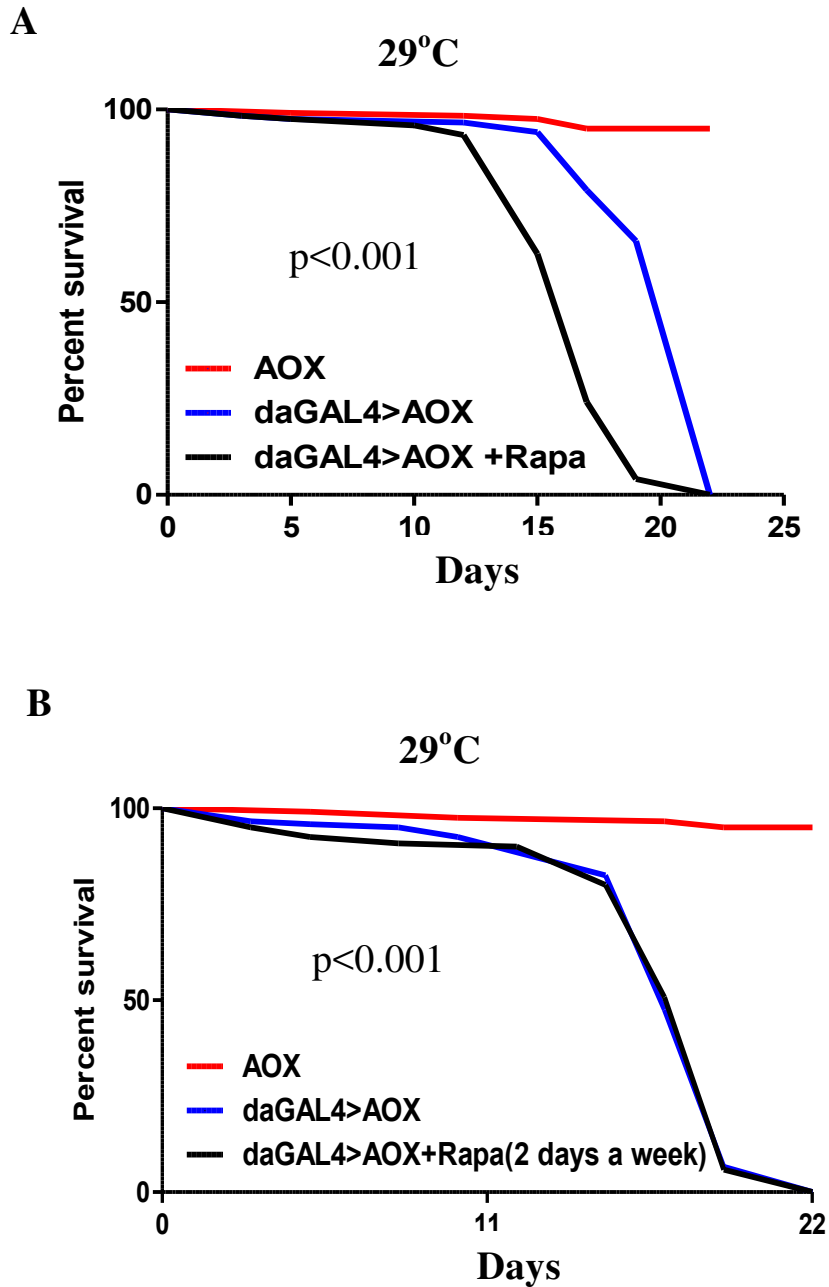 A
29°C
100
50
0
Percent survival
p<0.001
AOX
daGAL4>AOX
daGAL4>AOX +Rapa
0 5 10 15 20 25
Days
B
29°C
100
50
0
Percent survival
p<0.001
AOX
daGAL4>AOX
daGAL4>AOX+Rapa(2 days a week)
0 11 22
Days